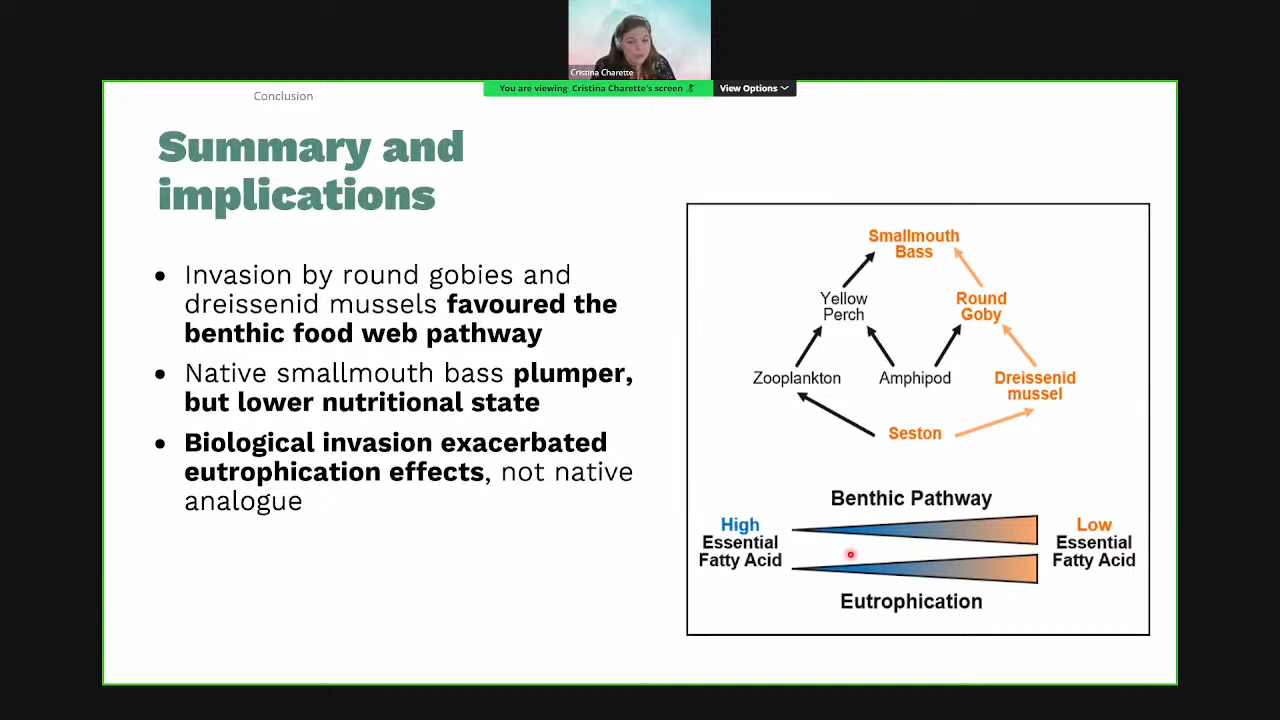 Cristina Charette
You are viewing Cristina Charette's screen
View Options
Conclusion
Summary and
implications
• Invasion by round gobies and
dreissenid mussels favoured the
benthic food web pathway
• Native smallmouth bass plumper,
but lower nutritional state
• Biological invasion exacerbated
eutrophication effects, not native
analogue
Smallmouth
Bass
Yellow
Perch
Round
Goby
Zooplankton
Amphipod
Dreissenid
mussel
Seston
Benthic Pathway
High
Essential
Fatty Acid
Low
Essential
Fatty Acid
Eutrophication